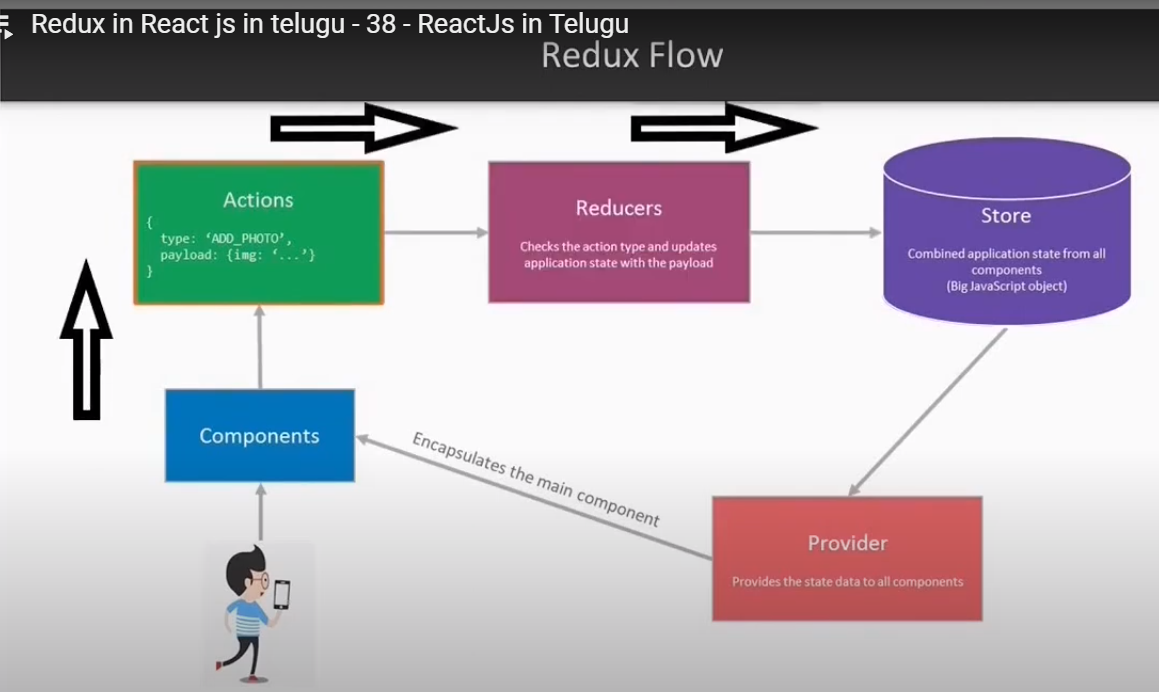 Redux in React js in telugu - 38 - ReactJs in Telugu
Redux Flow
Actions
{
type: ‘ADD_PHOTO’,
payload: {img: ‘...’}
}
Reducers
Checks the action type and updates
application state with the payload
Store
Combined application state from all
components
(Big JavaScript object)
Components
Encapsulates the main component
Provider
Provides the state data to all components